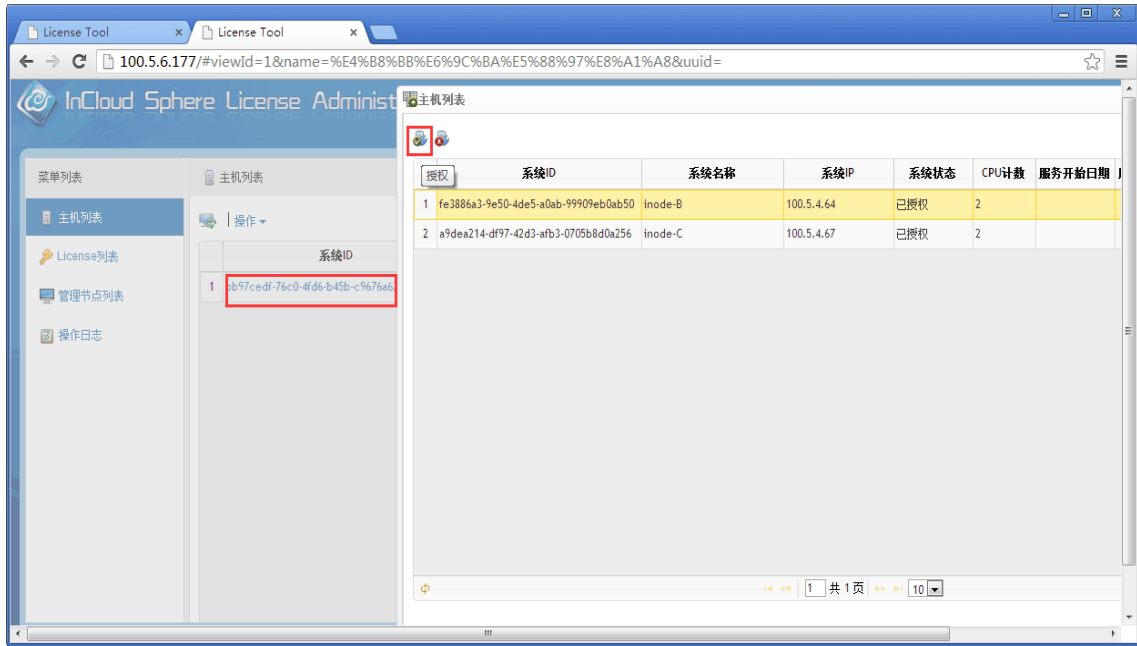 License Tool
License Tool
100.5.6.177/#viewId=1&name=%E4%B8%BB%E6%9C%BA%E5%88%97%E8%A1%A8&uuid=
InCloud Sphere License Administ
主机列表
授权
菜单列表
主机列表
License列表
管理节点列表
操作日志
主机列表
操作
系统ID
1 bb97cedf-76c0-4fd6-b45b-c9676a6
系统ID 系统名称 系统IP 系统状态 CPU计数 服务开始日期
1 fe3886a3-9e50-4de5-a0ab-99909eb0ab50 inode-B 100.5.4.64 已授权 2
2 a9dea214-df97-42d3-afb3-0705b8d0a256 inode-C 100.5.4.67 已授权 2
1 共 1 页 10